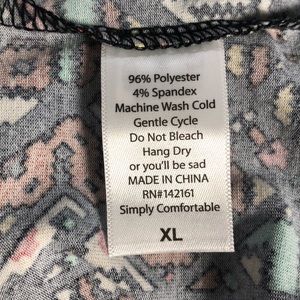 96% Polyester
4% Spandex
Machine Wash Cold
Gentle Cycle
Do Not Bleach
Hang Dry
or you'll be sad
MADE IN CHINA
RN#142161
Simply Comfortable
XL